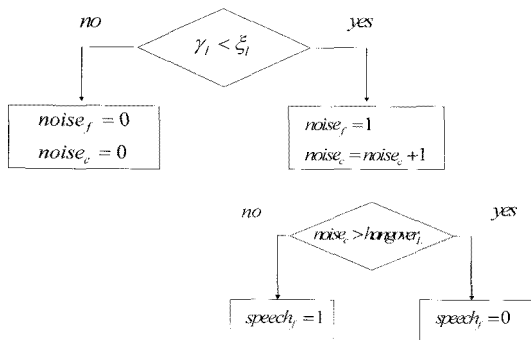 no
yes
γ_l < ξ_l
noise_f = 0
noise_c = 0
noise_f = 1
noise_c = noise_c + 1
no
yes
noise_c > hangover_L
speech_f = 1
speech_f = 0